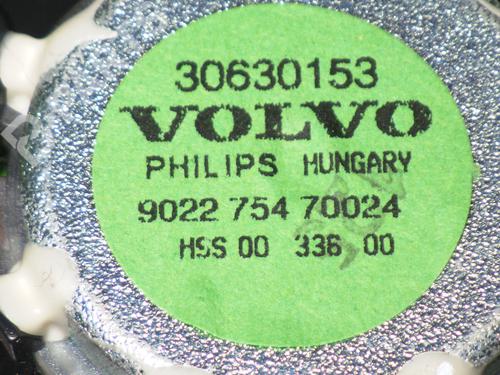 30630153
VOLVO
PHILIPS HUNGARY
9022 754 70024
HSS 00 336 00